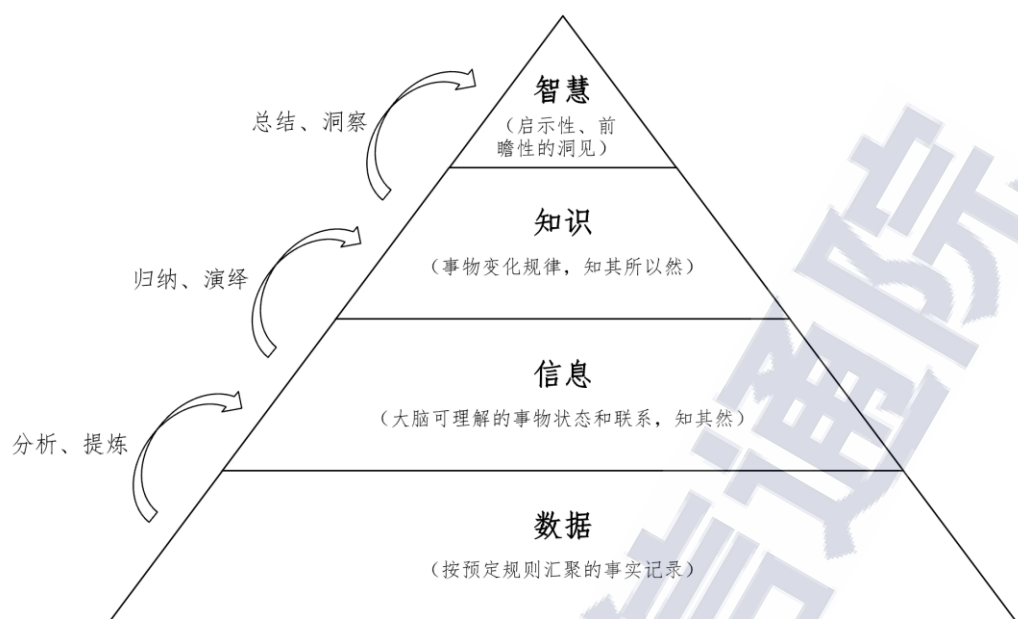 智慧
（启示性、前
瞻性的洞见）
总结、洞察
知识
（事物变化规律，知其所以然）
归纳、演绎
信息
（大脑可理解的事物状态和联系，知其然）
分析、提炼
数据
（按预定规则汇聚的事实记录）
信通院